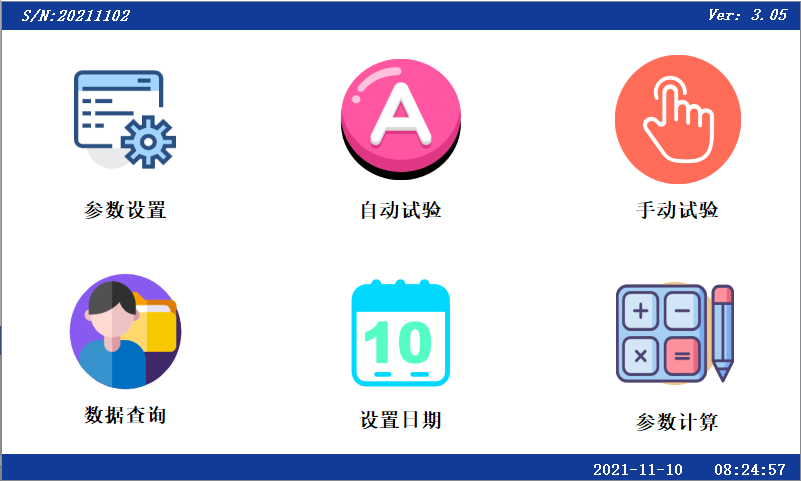 S/N:20211102
Ver: 3.05
A
参数设置
自动试验
手动试验
10
数据查询
设置日期
参数计算
2021-11-10 08:24:57